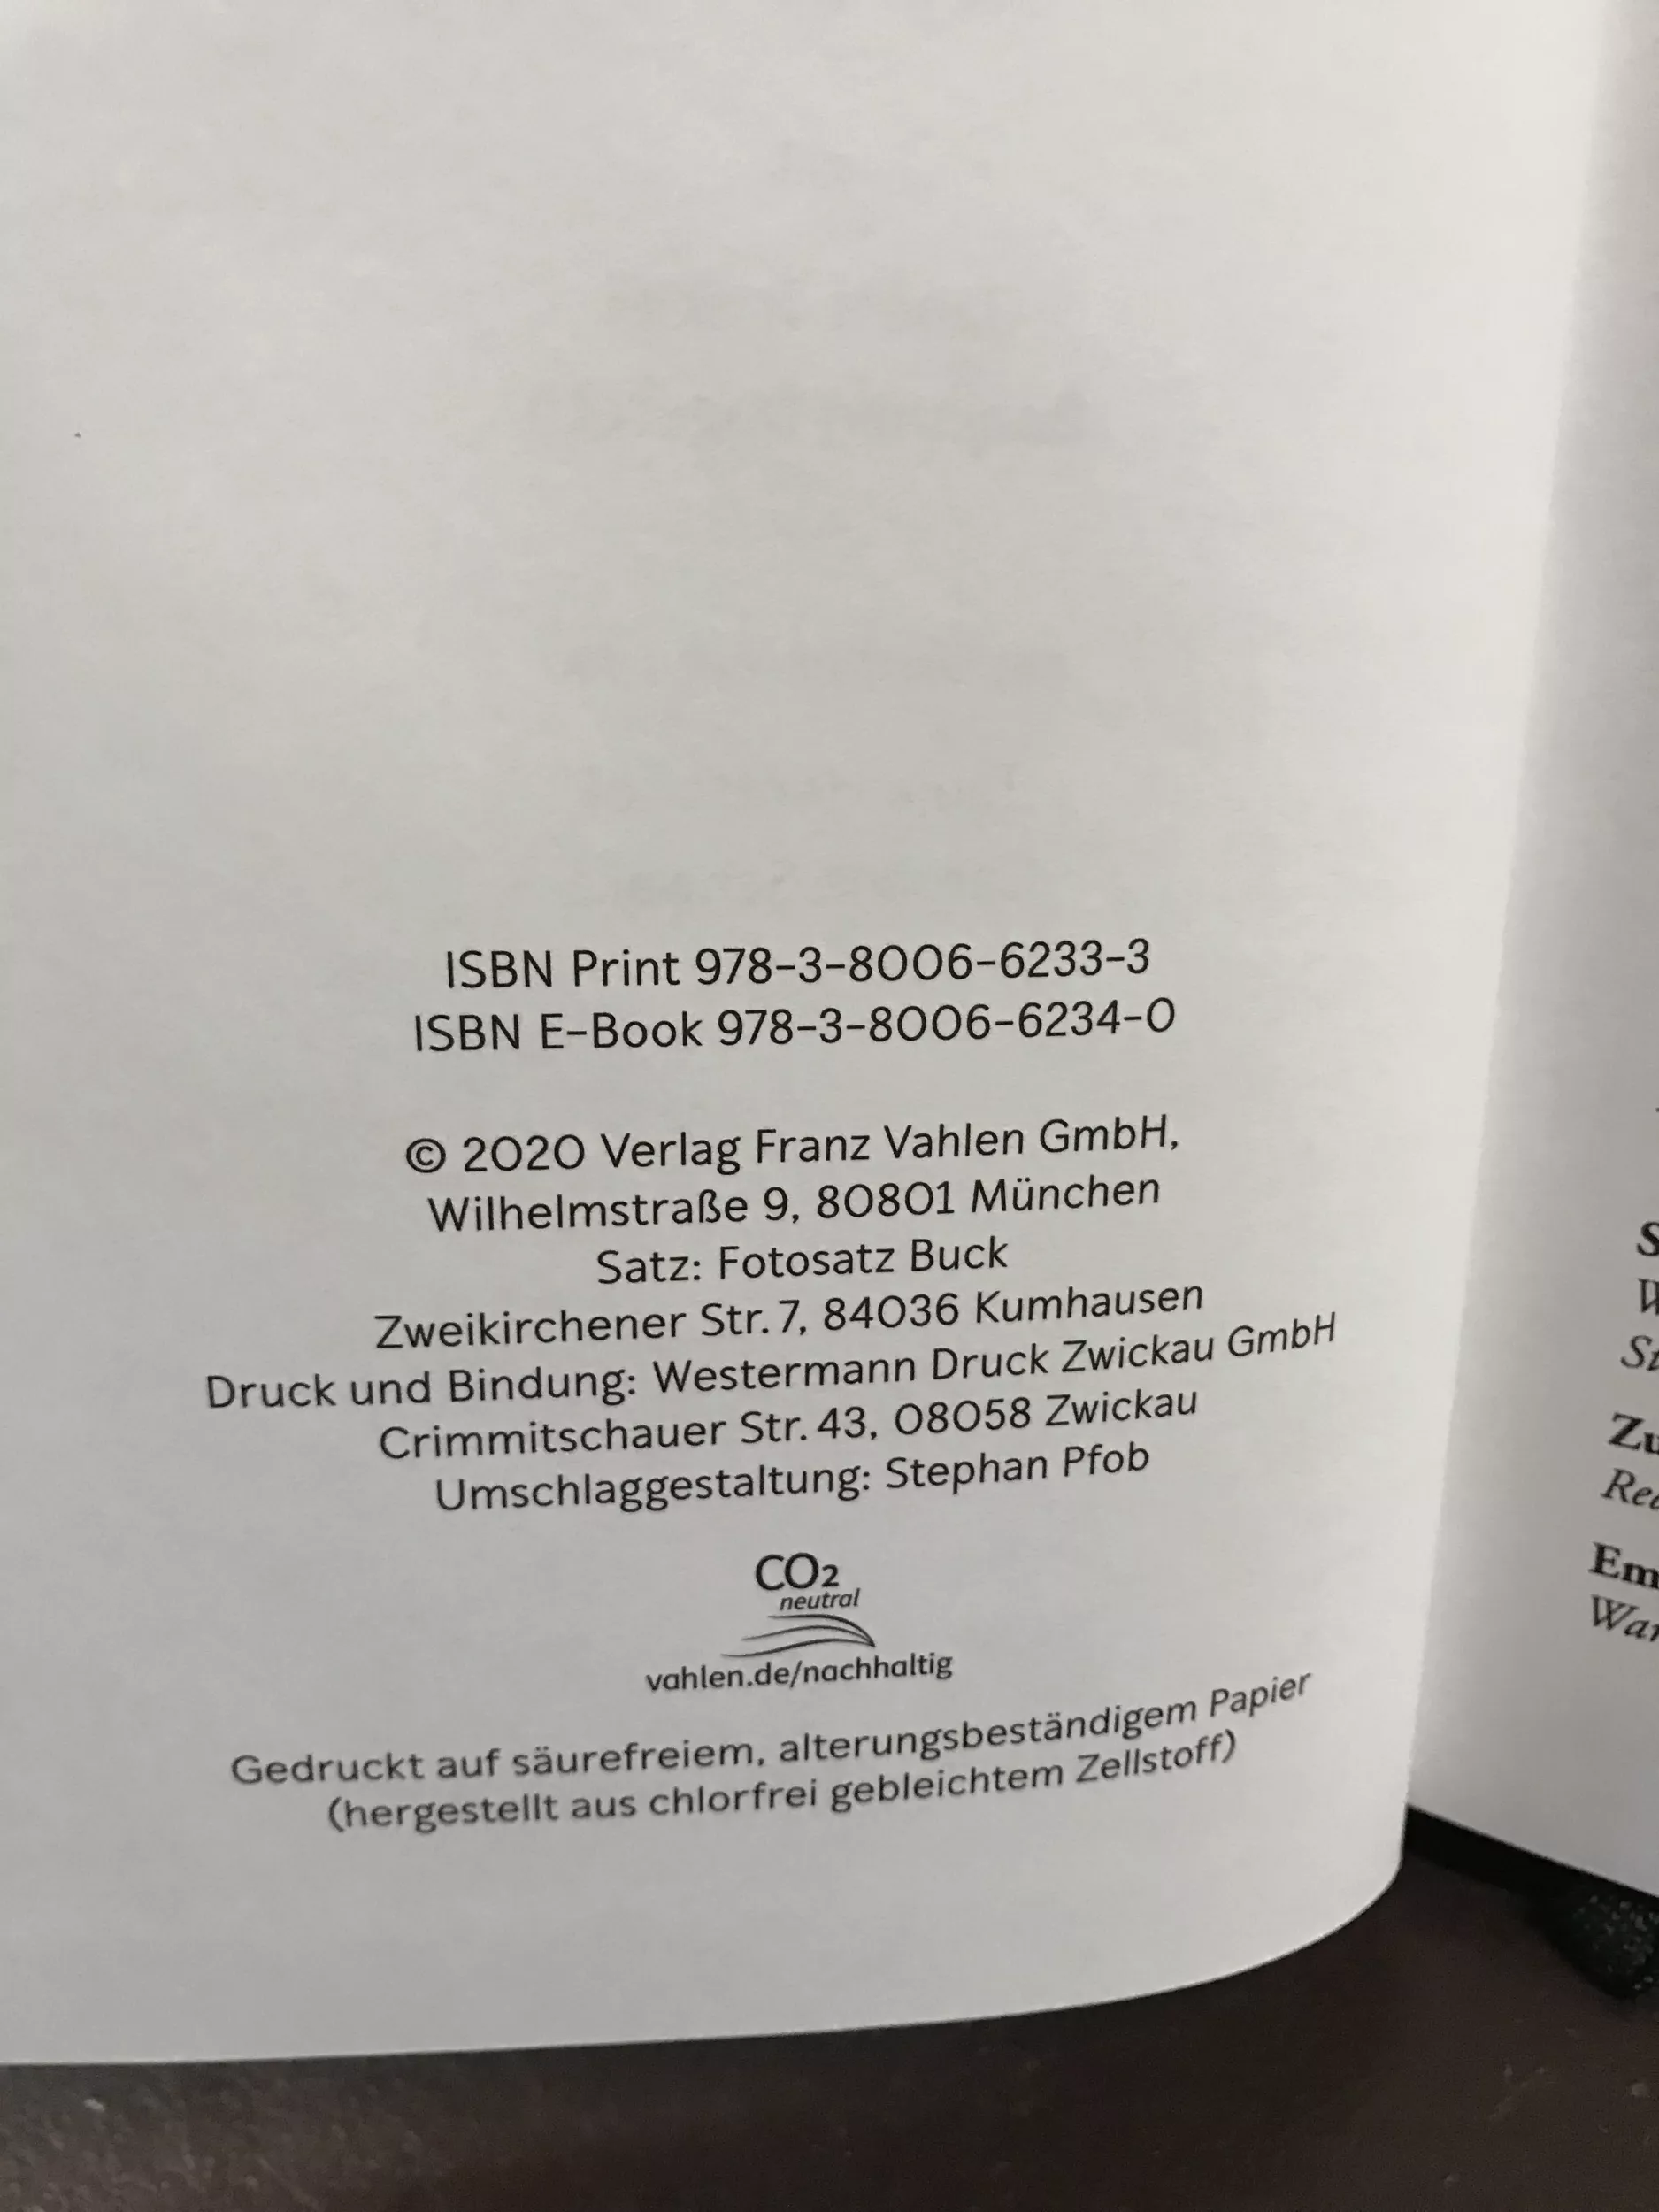 ISBN Print 978-3-8006-6233-3
ISBN E-Book 978-3-8006-6234-0
© 2020 Verlag Franz Vahlen GmbH,
Wilhelmstraße 9, 80801 München
Satz: Fotosatz Buck
Zweikirchener Str. 7, 84036 Kumhausen
Druck und Bindung: Westermann Druck Zwickau GmbH
Crimmitschauer Str. 43, 08058 Zwickau
Umschlaggestaltung: Stephan Pfob
CO2
neutral
vahlen.de/nachhaltig
Gedruckt auf säurefreiem, alterungsbeständigem Papier
(hergestellt aus chlorfrei gebleichtem Zellstoff)